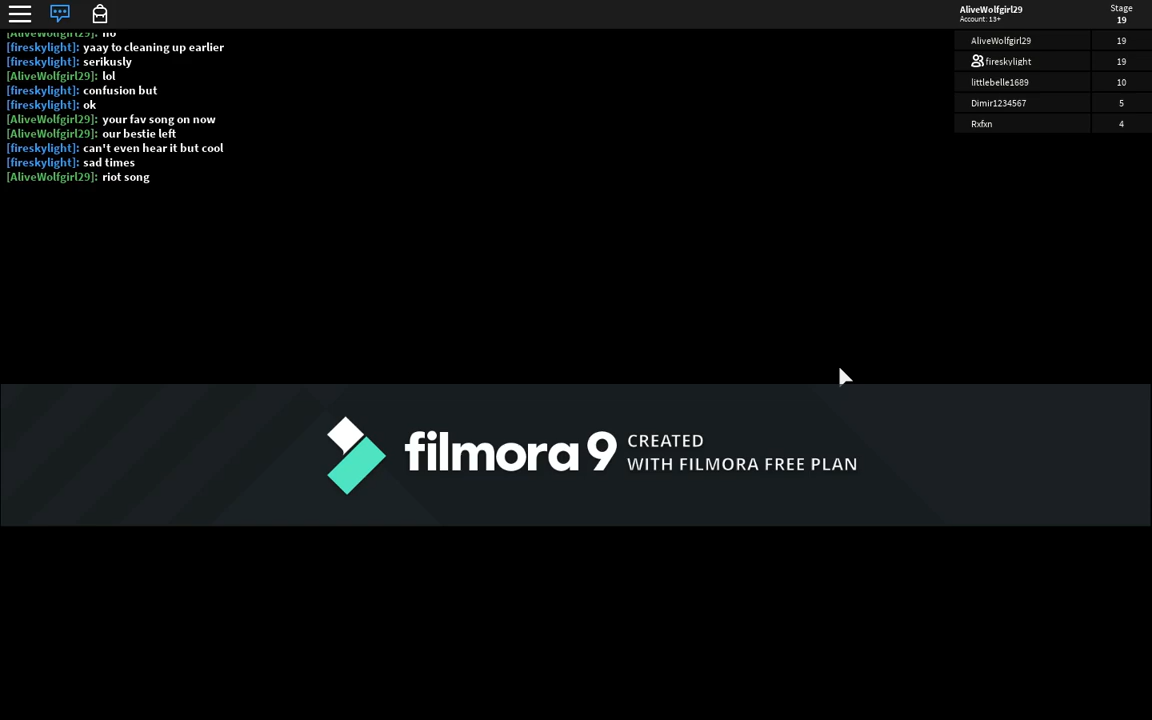 AliveWolfgirl29
Account: 13+
Stage
19
[AliveWolfgirl29]: no
[fireskylight]: yaay to cleaning up earlier
[fireskylight]: serikusly
[AliveWolfgirl29]: lol
[fireskylight]: confusion but
[fireskylight]: ok
[AliveWolfgirl29]: your fav song on now
[AliveWolfgirl29]: our bestie left
[fireskylight]: can't even hear it but cool
[fireskylight]: sad times
[AliveWolfgirl29]: riot song
AliveWolfgirl29 19
fireskylight 19
littlebelle1689 10
Dimir1234567 5
Rxfxn 4
filmora 9 CREATED
WITH FILMORA FREE PLAN